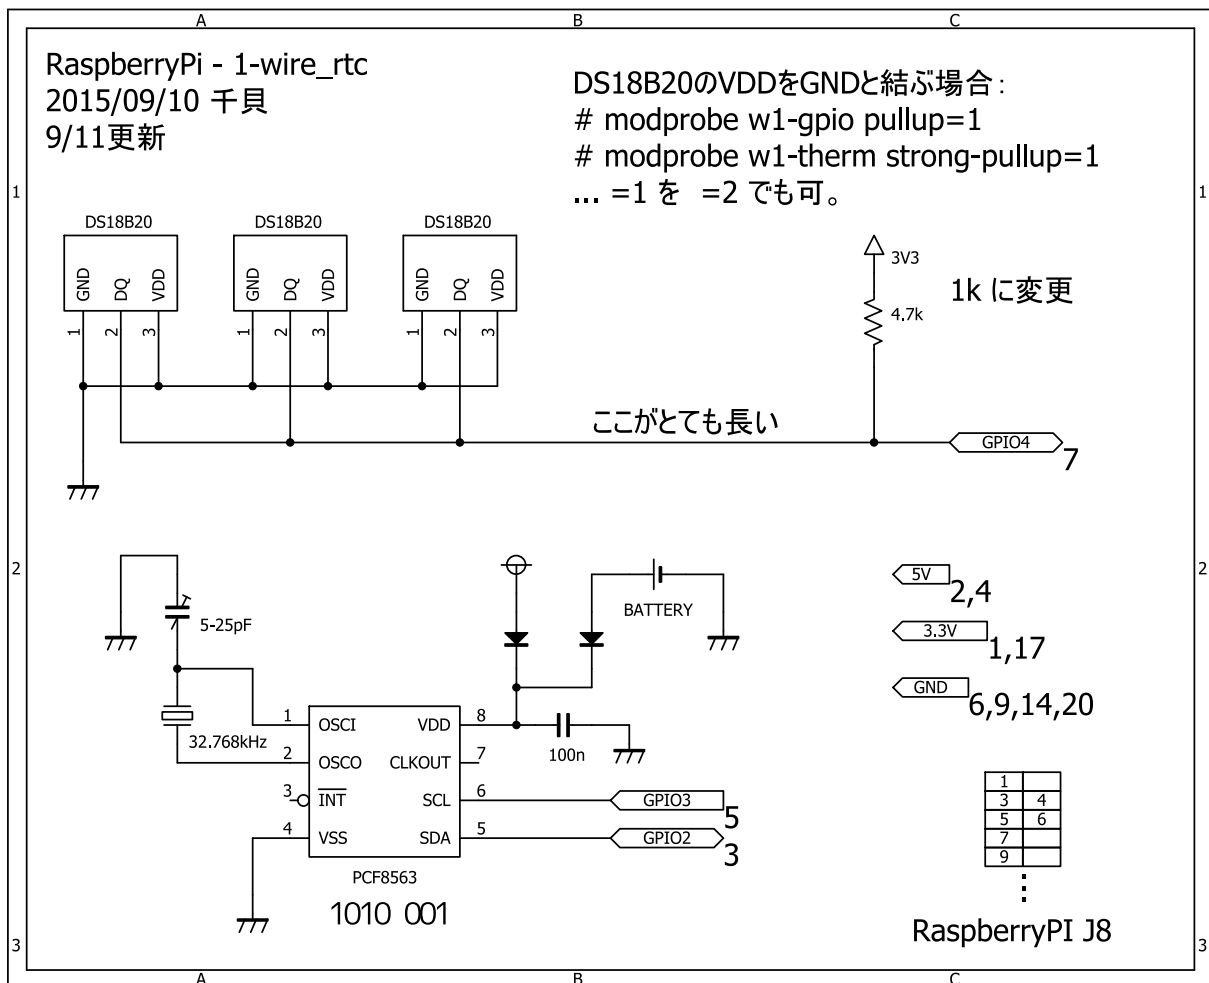 A B C
RaspberryPi - 1-wire_rtc
2015/09/10 千貝
9/11更新
DS18B20のVDDをGNDと結ぶ場合:
# modprobe w1-gpio pullup=1
# modprobe w1-therm strong-pullup=1
... =1 を =2 でも可。
1 1
DS18B20 DS18B20 DS18B20
GND DQ VDD GND DQ VDD GND DQ VDD
1 2 3 1 2 3 1 2 3
3V3
1k に変更
4.7k
ここがとても長い
GPIO4
7
2 2
5-25pF
BATTERY
5V
2,4
3.3V
1,17
GND
6,9,14,20
32.768kHz
1 OSCI VDD 8
100n
2 OSCO CLKOUT 7
3 INT SCL 6
GPIO3
5
4 VSS SDA 5
GPIO2
3
PCF8563
1010 001
1
3 4
5 6
7
9
RaspberryPI J8
3 3
A B C